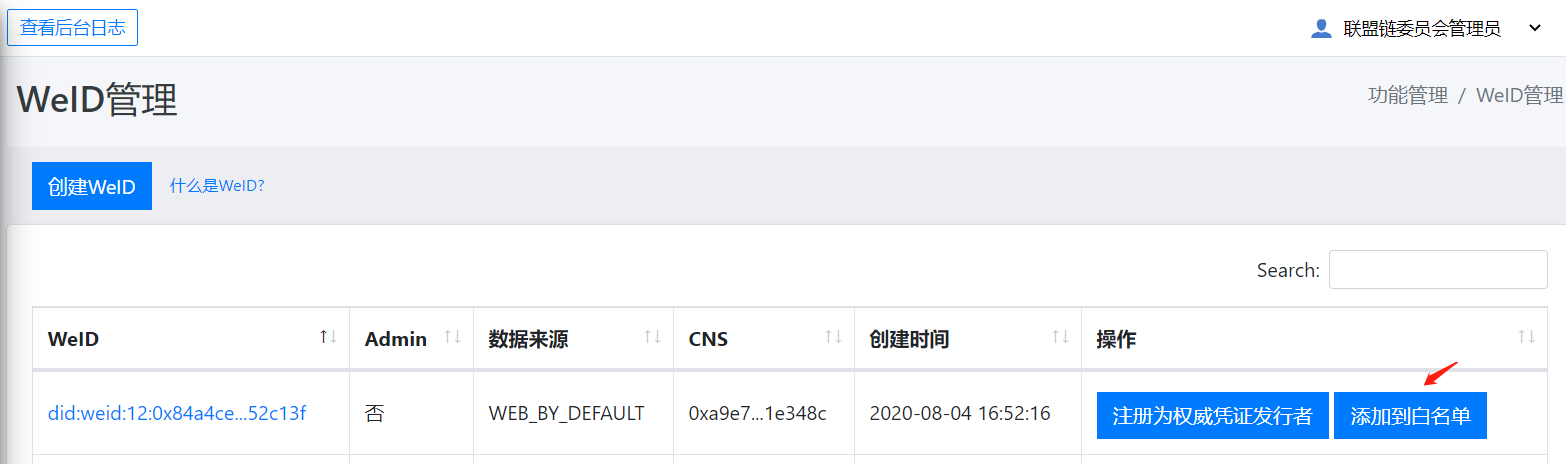 查看后台日志
联盟链委员会管理员
WeID管理
功能管理 / WeID管理
创建WeID 什么是WeID?
Search:
WeID Admin 数据来源 CNS 创建时间 操作
did:weid:12:0x84a4ce...52c13f 否 WEB_BY_DEFAULT 0xa9e7...1e348c 2020-08-04 16:52:16 注册为权威凭证发行者 添加到白名单